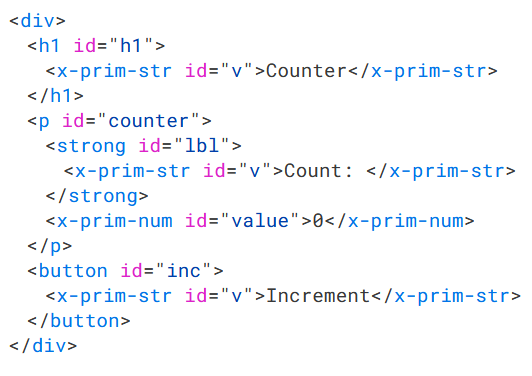 <div>
  <h1 id="h1">
    <x-prim-str id="v">Counter</x-prim-str>
  </h1>
  <p id="counter">
    <strong id="lbl">
      <x-prim-str id="v">Count: </x-prim-str>
    </strong>
    <x-prim-num id="value">0</x-prim-num>
  </p>
  <button id="inc">
    <x-prim-str id="v">Increment</x-prim-str>
  </button>
</div>